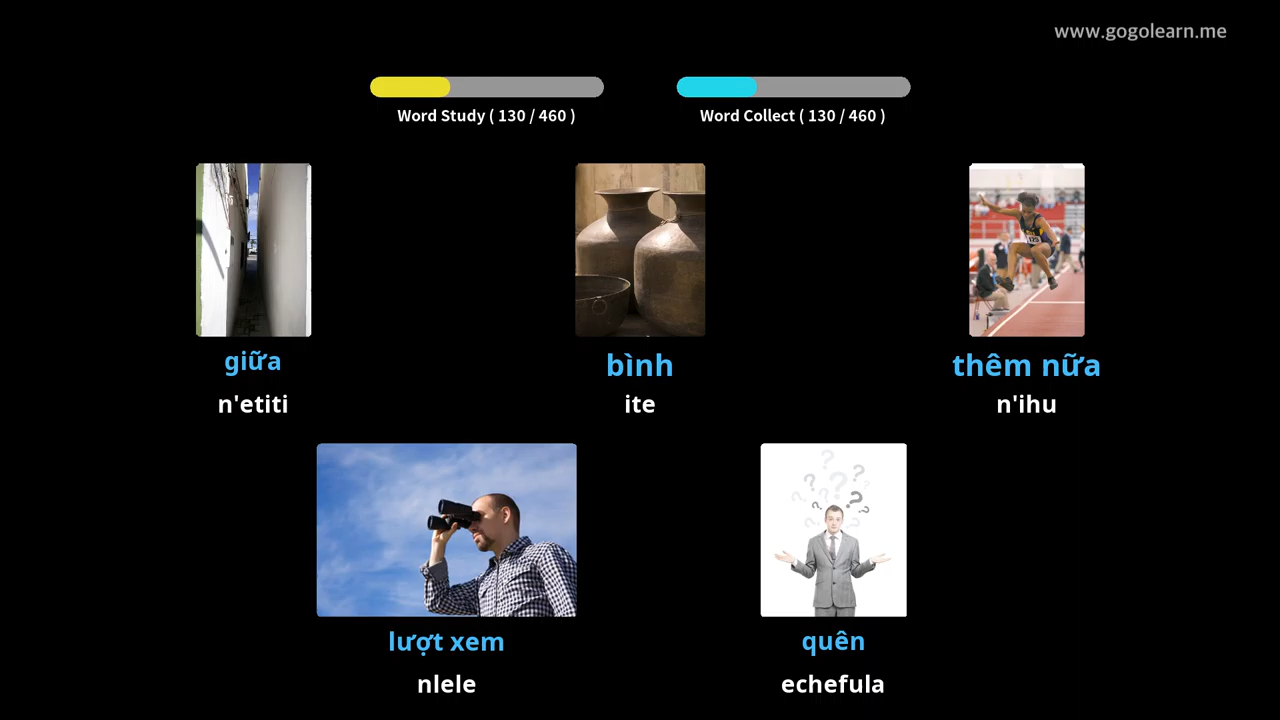 www.gogolearn.me
Word Study ( 130 / 460 )
Word Collect ( 130 / 460 )
giữa
bình
thêm nữa
n'etiti
ite
n'ihu
lượt xem
quên
nlele
echefula